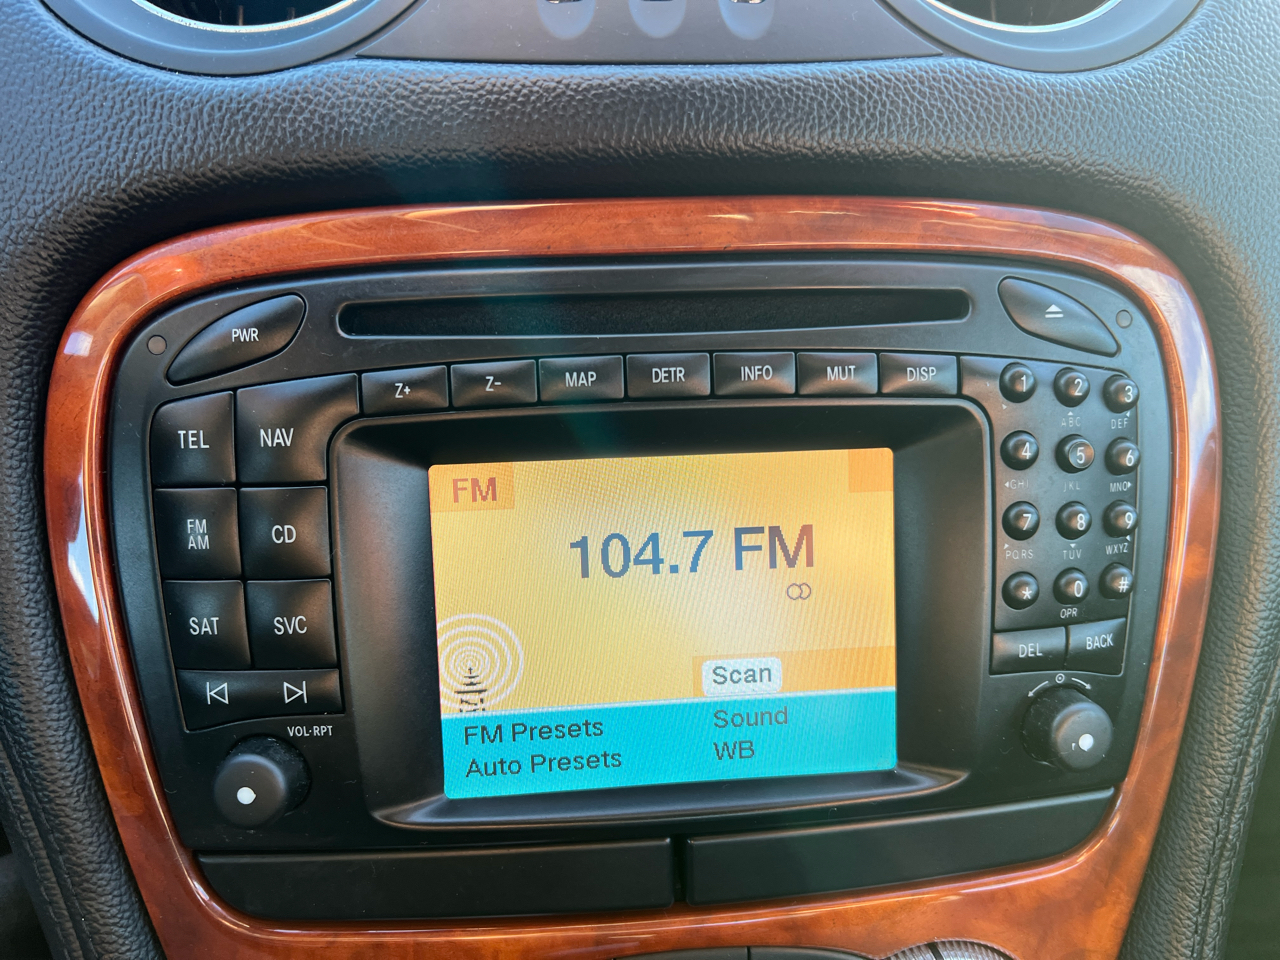 PWR
Z+
Z-
MAP
DETR
INFO
MUT
DISP
1
2
3
ABC
DEF
TEL
NAV
4
5
6
GHI
JKL
MNO
FM
AM
CD
7
8
9
PQRS
TUV
WXYZ
SAT
SVC
*
0
#
OPR
DEL
BACK
VOL·RPT
FM
104.7 FM
Scan
FM Presets
Sound
Auto Presets
WB